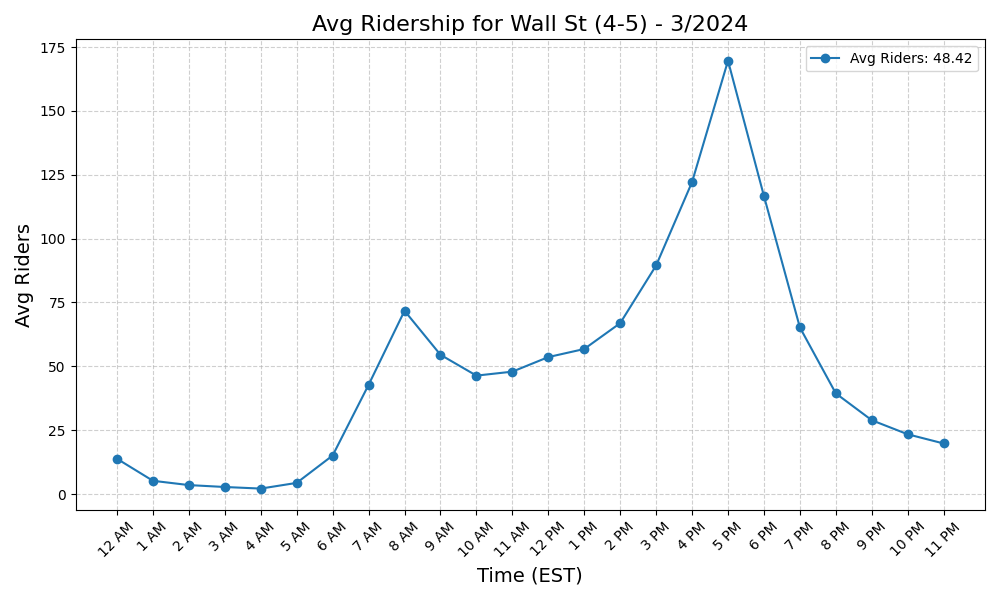 Avg Ridership for Wall St (4-5) - 3/2024
Avg Riders: 48.42
Avg Riders
175
150
125
100
75
50
25
0
12 AM
1 AM
2 AM
3 AM
4 AM
5 AM
6 AM
7 AM
8 AM
9 AM
10 AM
11 AM
12 PM
1 PM
2 PM
3 PM
4 PM
5 PM
6 PM
7 PM
8 PM
9 PM
10 PM
11 PM
Time (EST)